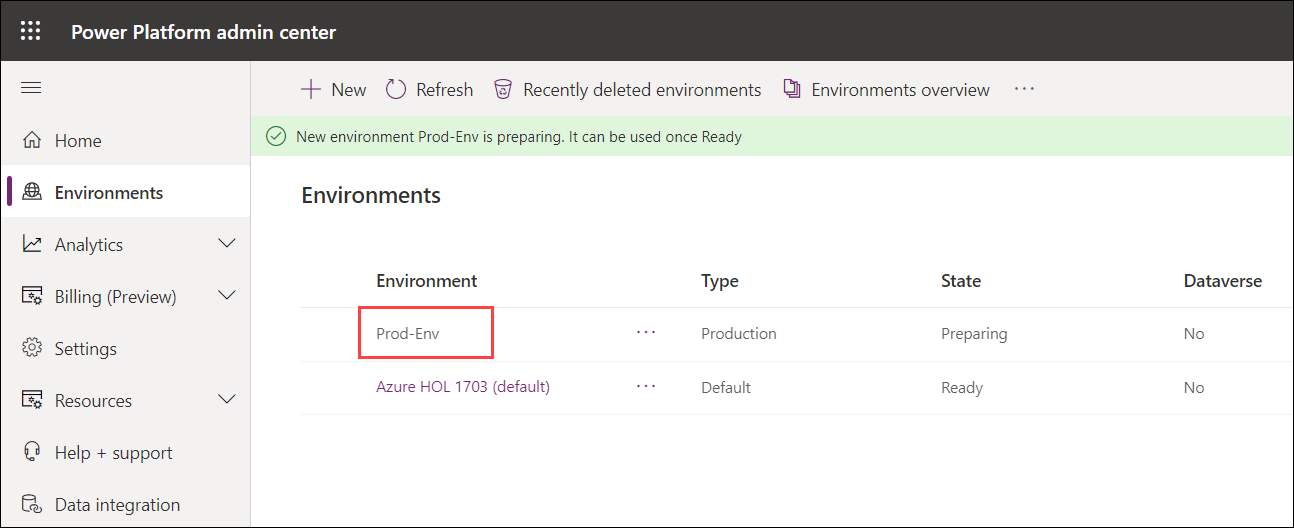 Power Platform admin center
New Refresh Recently deleted environments Environments overview ···
New environment Prod-Env is preparing. It can be used once Ready
Home
Environments
Analytics
Billing (Preview)
Settings
Resources
Help + support
Data integration
Environments
Environment Type State Dataverse
Prod-Env ··· Production Preparing No
Azure HOL 1703 (default) ··· Default Ready No